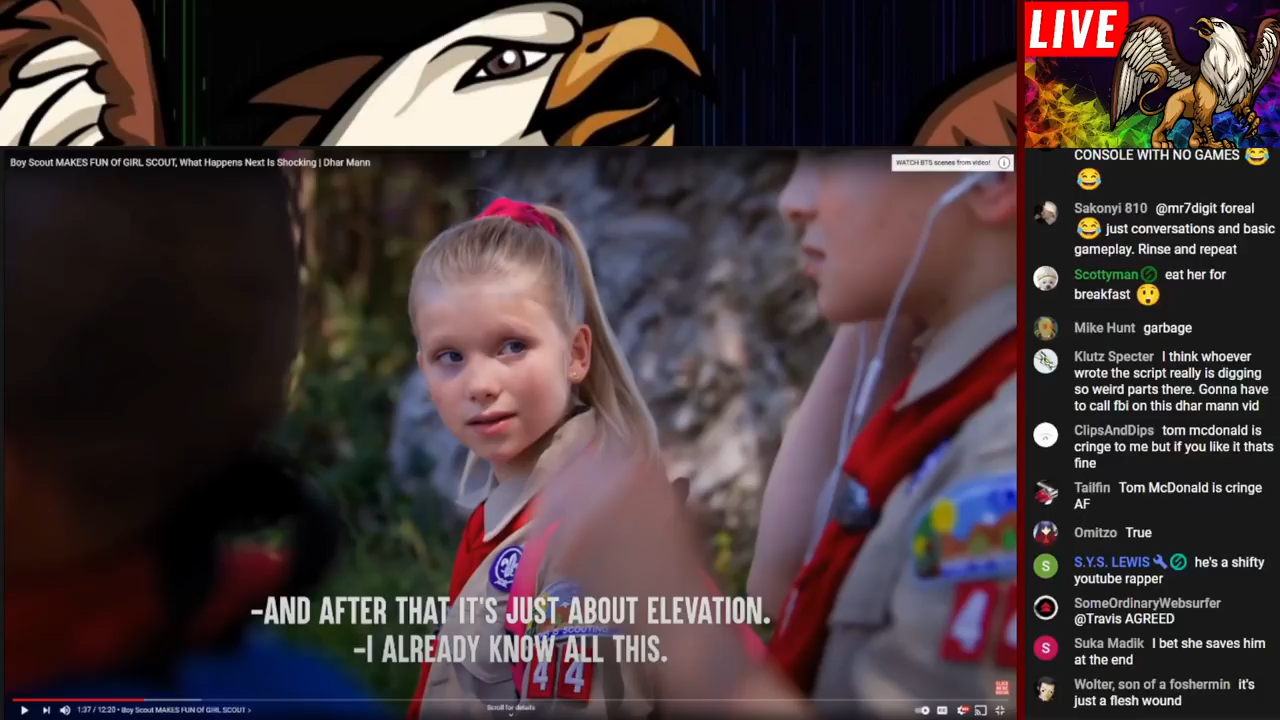 LIVE
Boy Scout MAKES FUN Of GIRL SCOUT, What Happens Next Is Shocking | Dhar Mann
WATCH BTS scenes from video!
-AND AFTER THAT IT'S JUST ABOUT ELEVATION.
-I ALREADY KNOW ALL THIS.
44
4
1:37 / 12:20 • Boy Scout MAKES FUN Of GIRL SCOUT >
Scroll for details
CONSOLE WITH NO GAMES 😂
😂
Sakonyi 810 @mr7digit foreal
😂 just conversations and basic
gameplay. Rinse and repeat
Scottyman eat her for
breakfast 😲
Mike Hunt garbage
Klutz Specter I think whoever
wrote the script really is digging
so weird parts there. Gonna have
to call fbi on this dhar mann vid
ClipsAndDips tom mcdonald is
cringe to me but if you like it thats
fine
Tailfin Tom McDonald is cringe
AF
Omitzo True
S
S.Y.S. LEWIS he's a shifty
youtube rapper
SomeOrdinaryWebsurfer
@Travis AGREED
S
Suka Madik I bet she saves him
at the end
Wolter, son of a foshermin it's
just a flesh wound